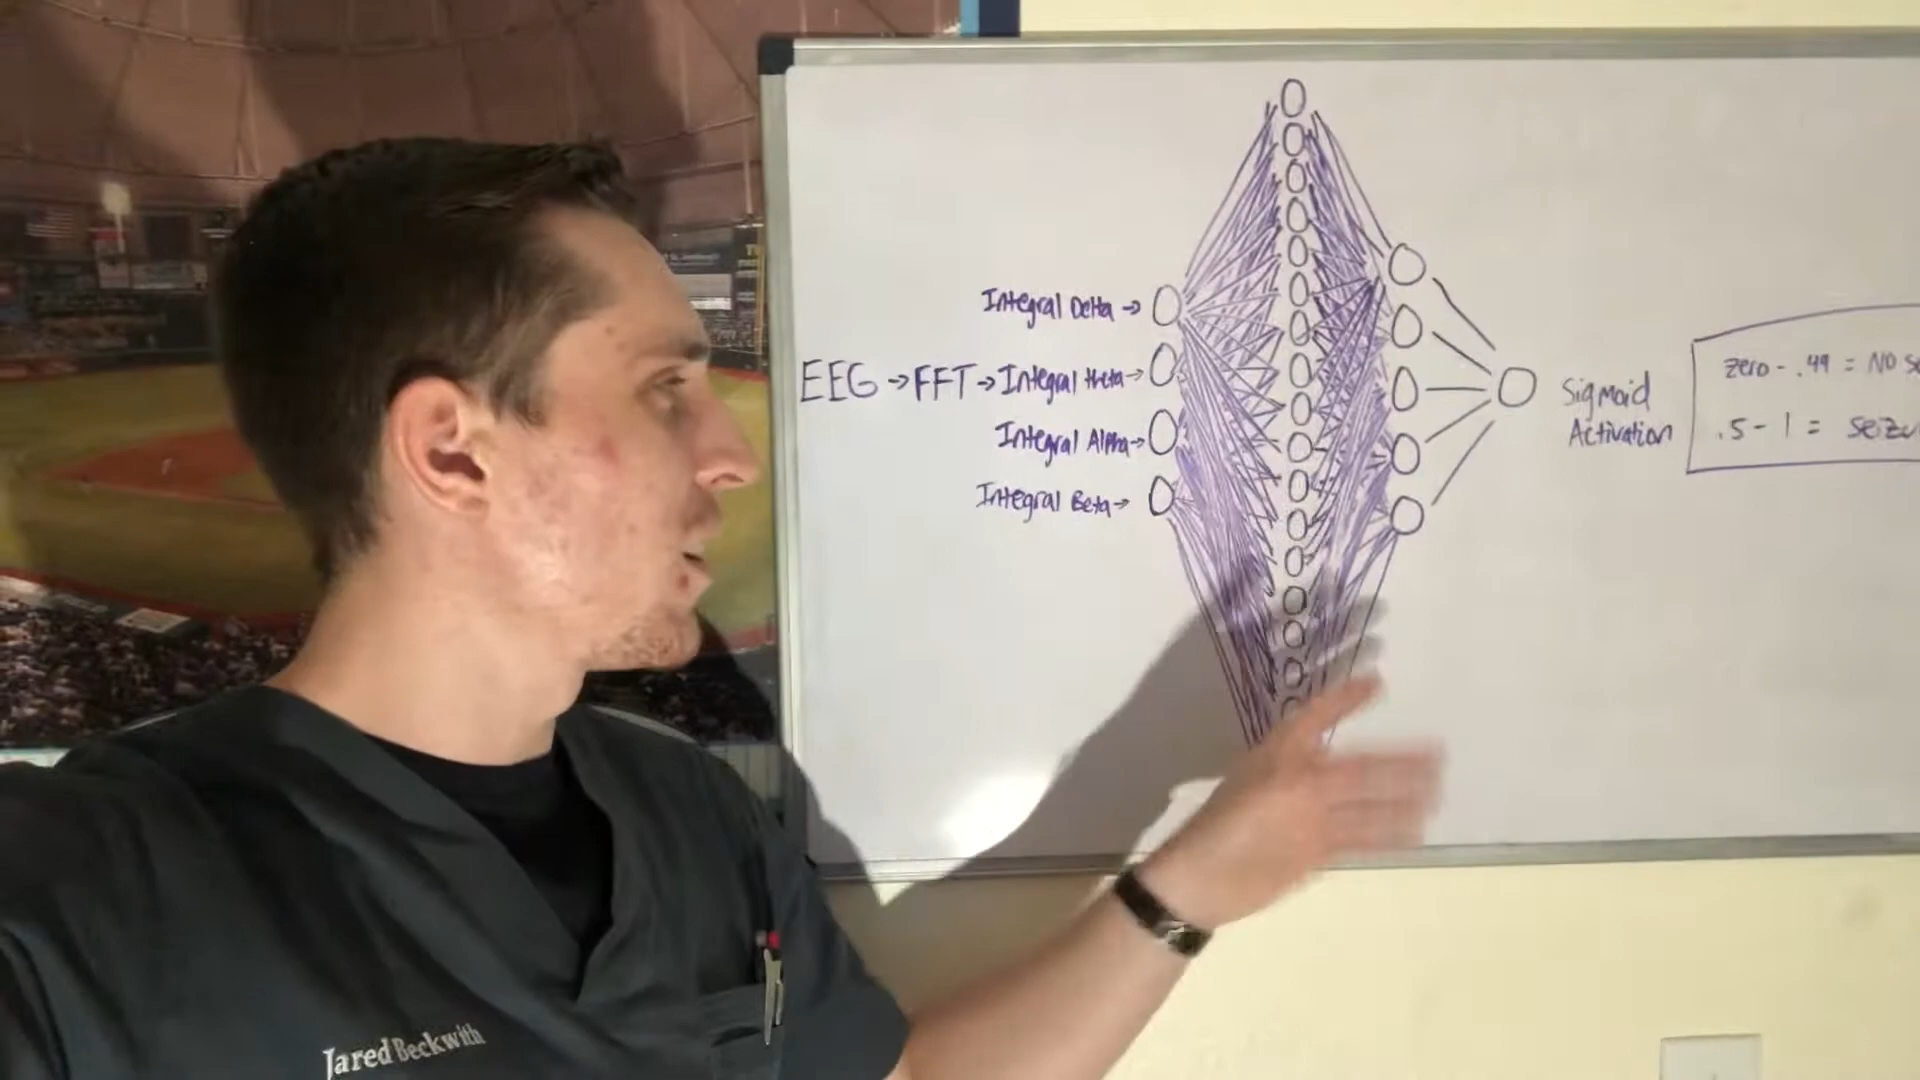 Integral Delta →
EEG → FFT → Integral theta →
Integral Alpha →
Integral Beta →
Sigmoid
Activation
zero - .49 = NO
.5 - 1 =
Jared Beckwith